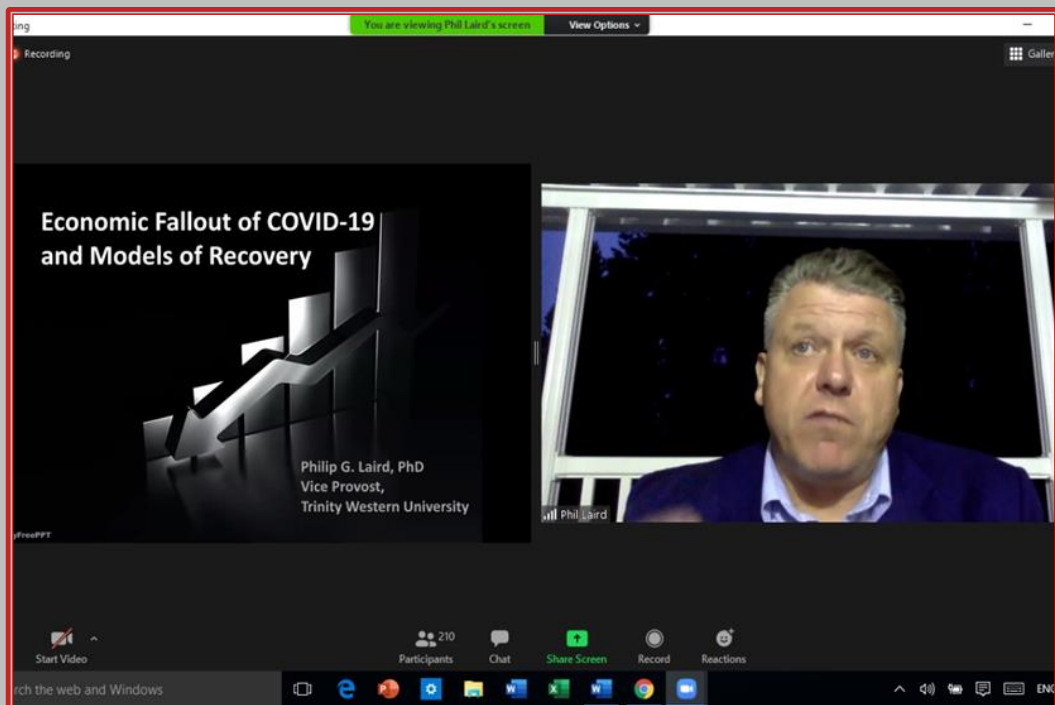 ting
You are viewing Phil Laird's screen
View Options
Recording
Galler
Economic Fallout of COVID-19
and Models of Recovery
Philip G. Laird, PhD
Vice Provost,
Trinity Western University
yFreePPT
Phil Laird
Start Video
210
Participants
Chat
Share Screen
Record
Reactions
rch the web and Windows
ENG